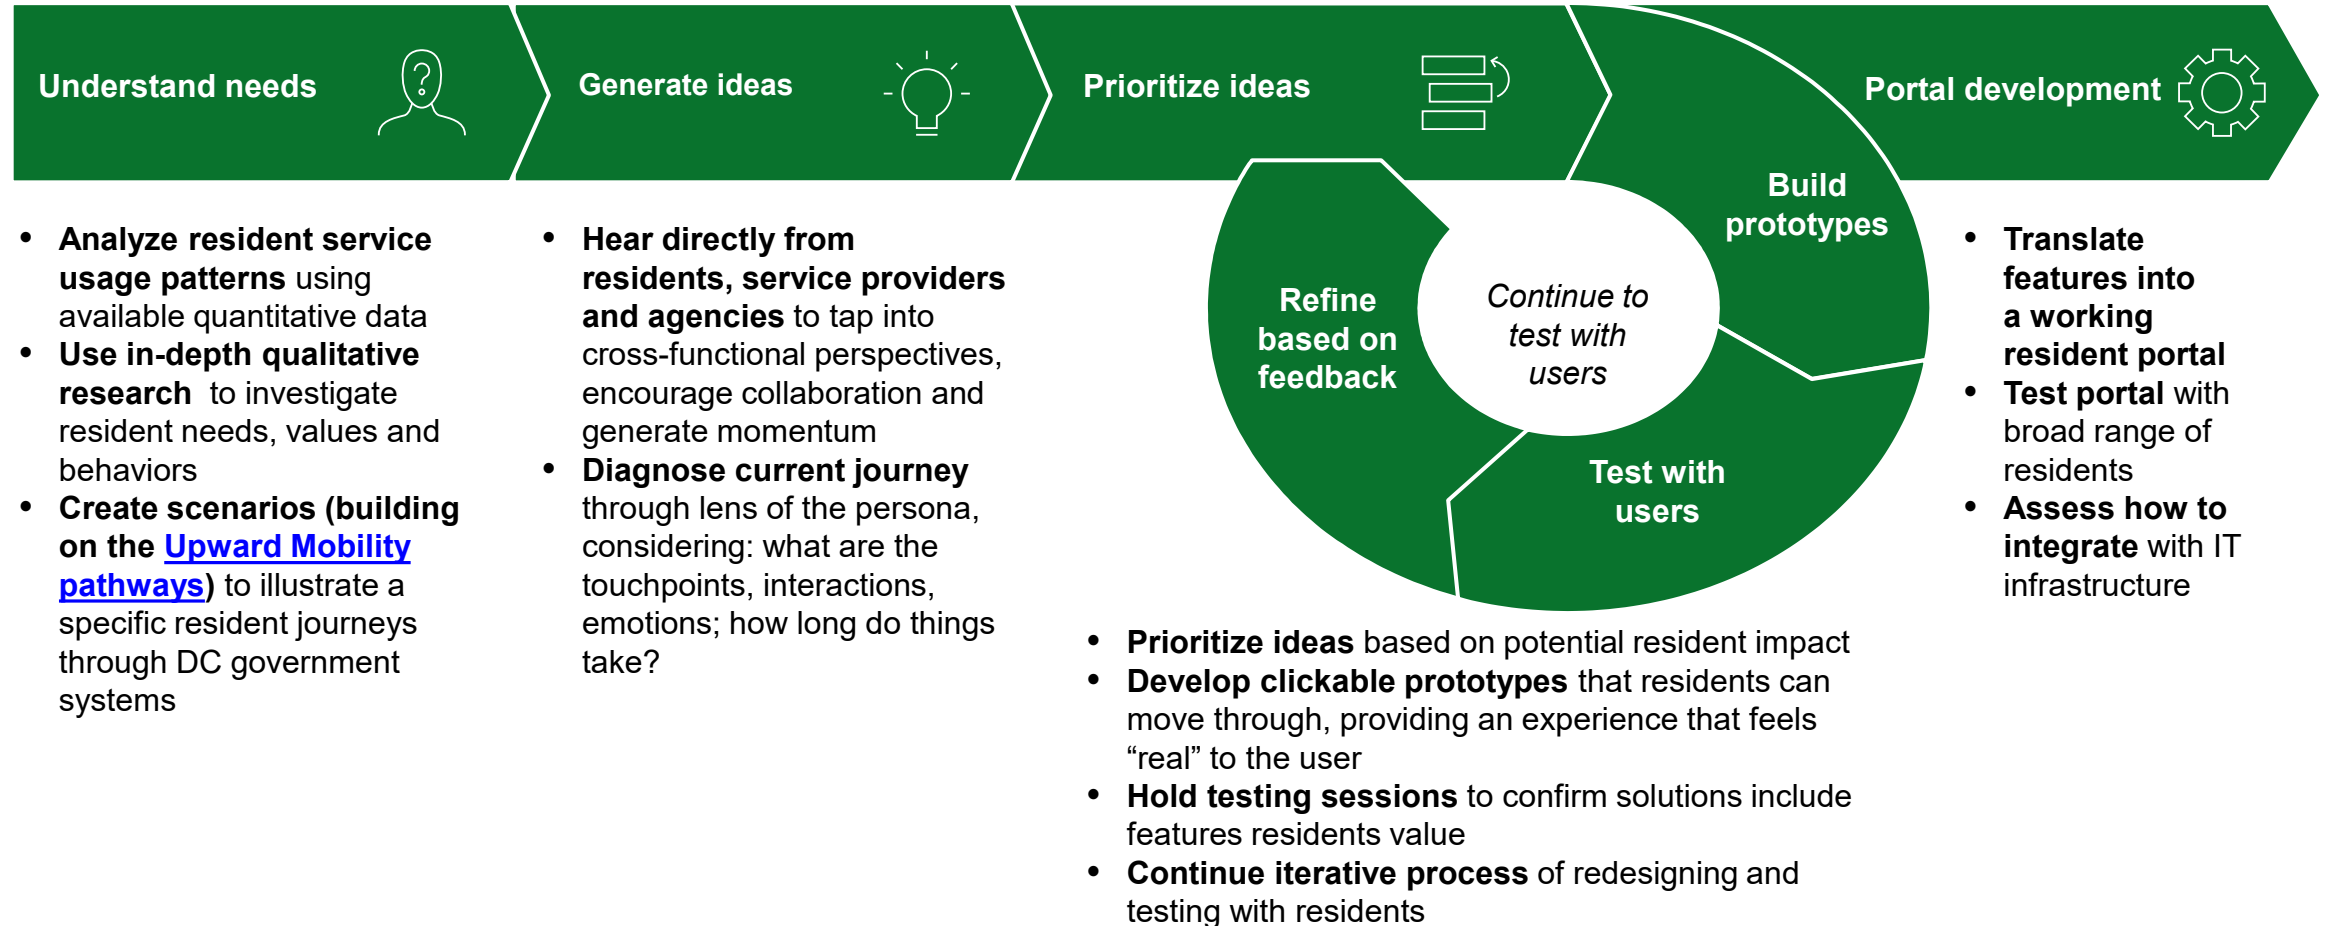 Understand needs
?
Generate ideas
Prioritize ideas
Portal development
Build
prototypes
Test with
users
Refine
based on
feedback
Continue to
test with
users
• Analyze resident service
usage patterns using
available quantitative data
• Use in-depth qualitative
research  to investigate
resident needs, values and
behaviors
• Create scenarios (building
on the Upward Mobility
pathways) to illustrate a
specific resident journeys
through DC government
systems
• Hear directly from
residents, service providers
and agencies to tap into
cross-functional perspectives,
encourage collaboration and
generate momentum
• Diagnose current journey
through lens of the persona,
considering: what are the
touchpoints, interactions,
emotions; how long do things
take?
• Prioritize ideas based on potential resident impact
• Develop clickable prototypes that residents can
move through, providing an experience that feels
“real” to the user
• Hold testing sessions to confirm solutions include
features residents value
• Continue iterative process of redesigning and
testing with residents
• Translate
features into
a working
resident portal
• Test portal with
broad range of
residents
• Assess how to
integrate with IT
infrastructure